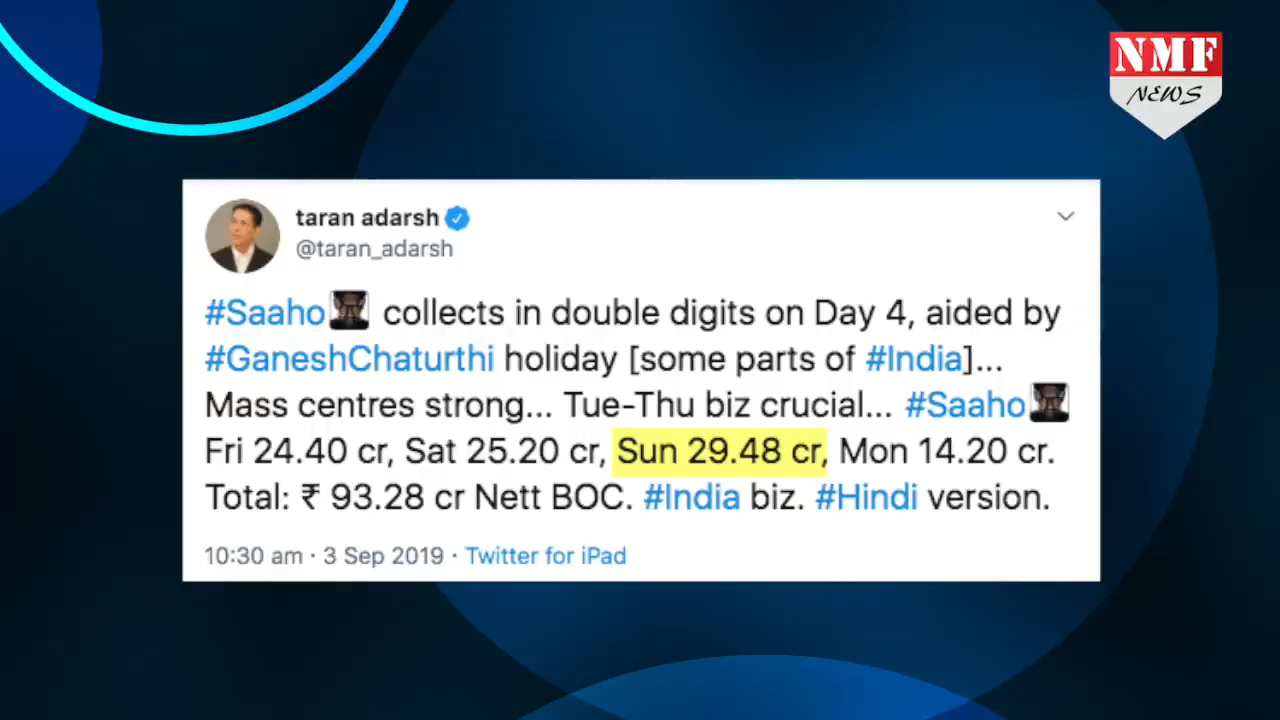 NMF
NEWS
taran adarsh
@taran_adarsh
#Saaho collects in double digits on Day 4, aided by
#GaneshChaturthi holiday [some parts of #India]...
Mass centres strong... Tue-Thu biz crucial... #Saaho
Fri 24.40 cr, Sat 25.20 cr, Sun 29.48 cr, Mon 14.20 cr.
Total: ₹ 93.28 cr Nett BOC. #India biz. #Hindi version.
10:30 am · 3 Sep 2019 · Twitter for iPad